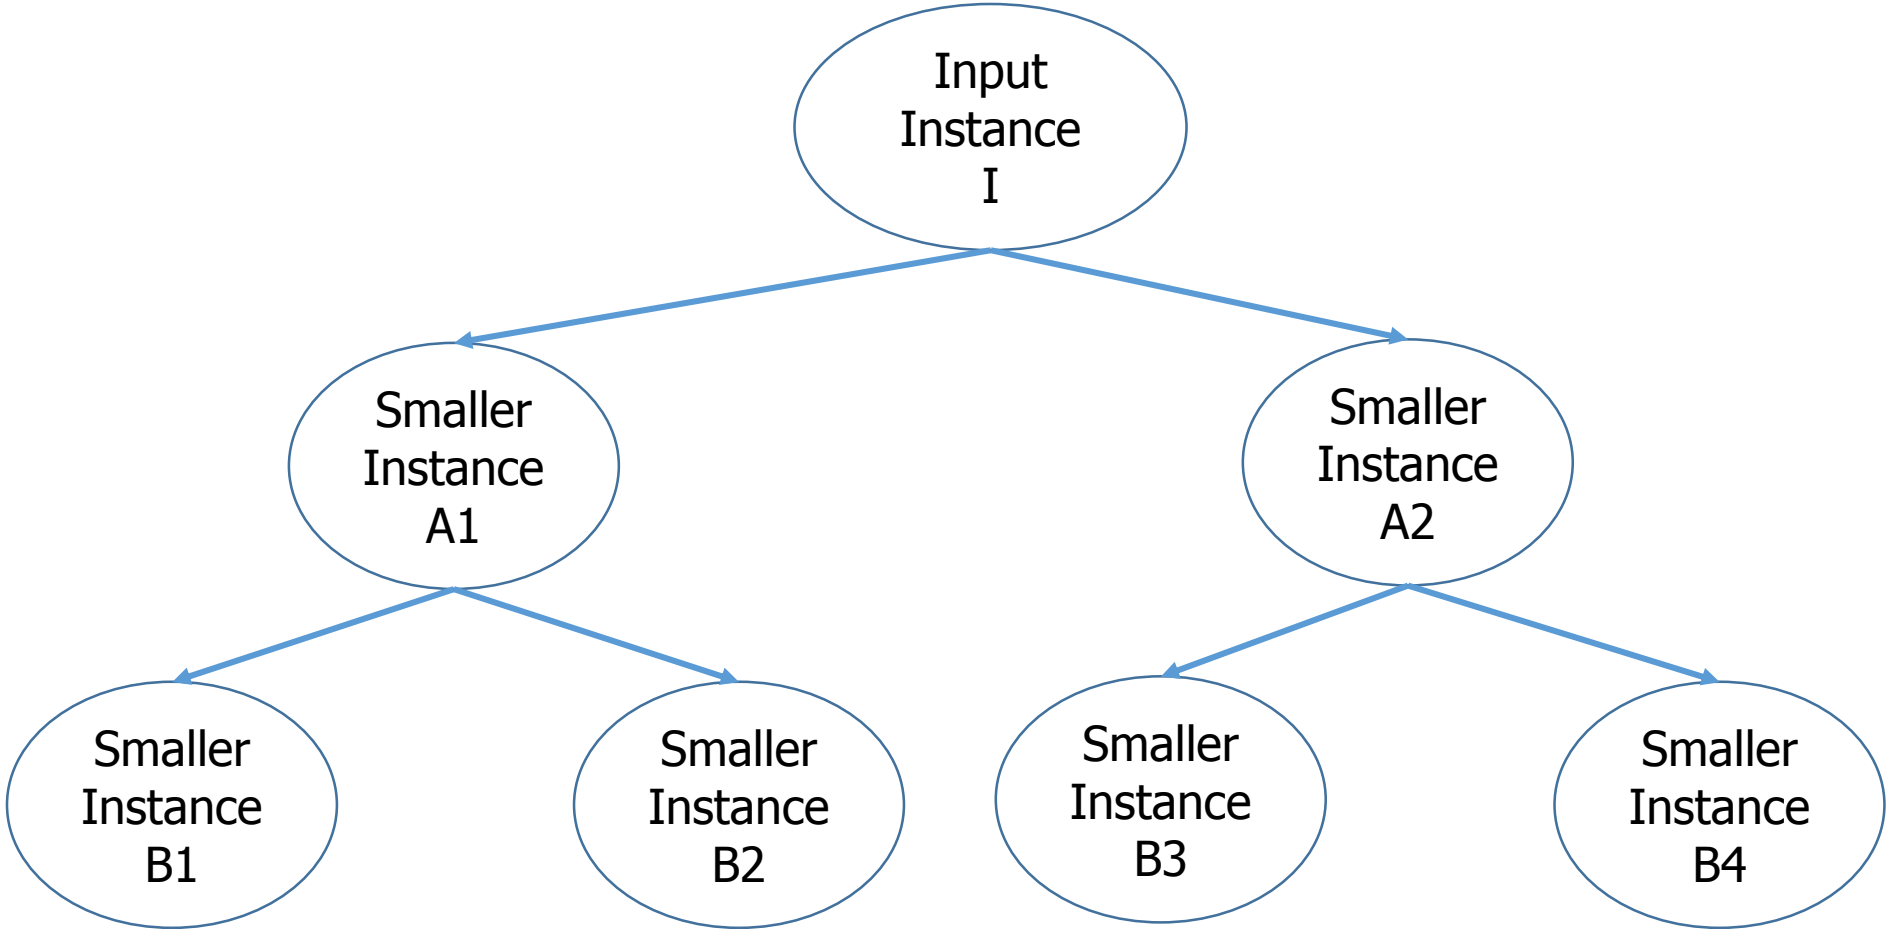 Input
Instance
I
Smaller
Instance
A1
Smaller
Instance
A2
Smaller
Instance
B1
Smaller
Instance
B2
Smaller
Instance
B3
Smaller
Instance
B4